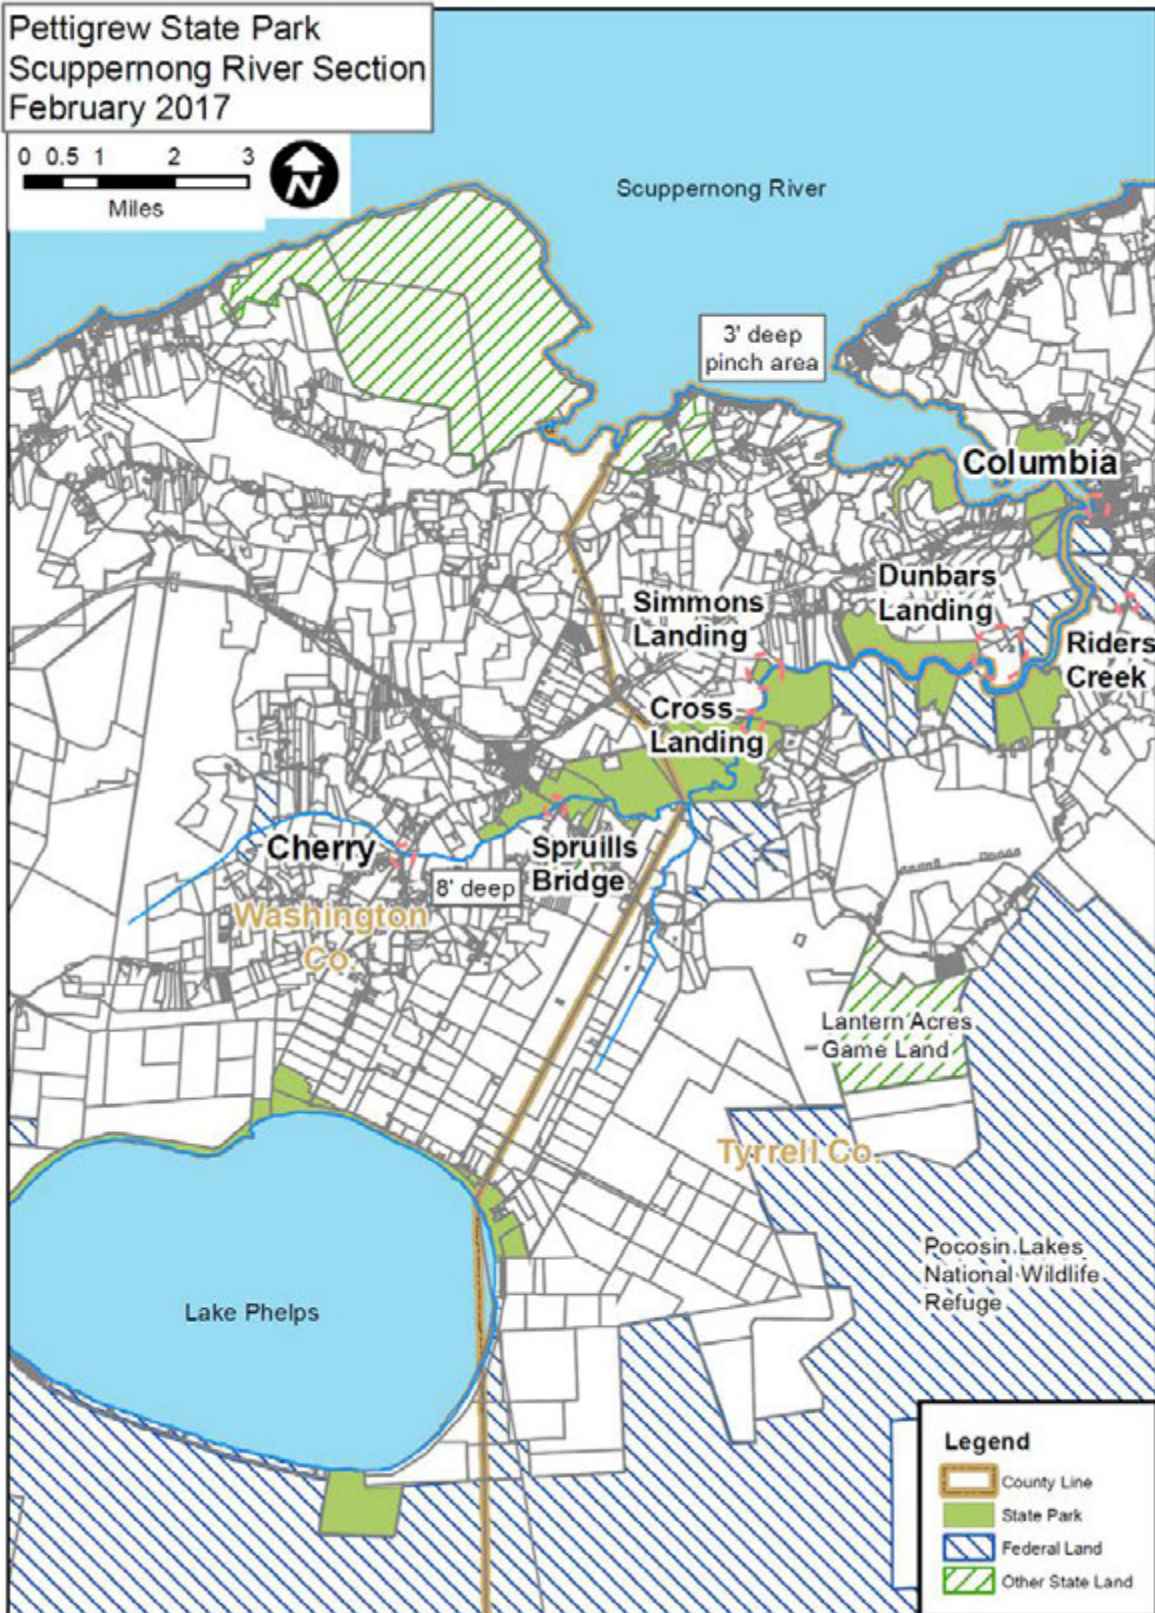 Pettigrew State Park
Scuppernong River Section
February 2017
0 0.5 1 2 3
Miles
N
Scuppernong River
3' deep
pinch area
Columbia
Dunbars
Landing
Simmons
Landing
Riders
Creek
Cross
Landing
Cherry
Spruills
Bridge
8' deep
Washington
Co.
Lantern Acres
Game Land
Tyrrell Co.
Pocosin Lakes
National Wildlife
Refuge
Lake Phelps
Legend
County Line
State Park
Federal Land
Other State Land